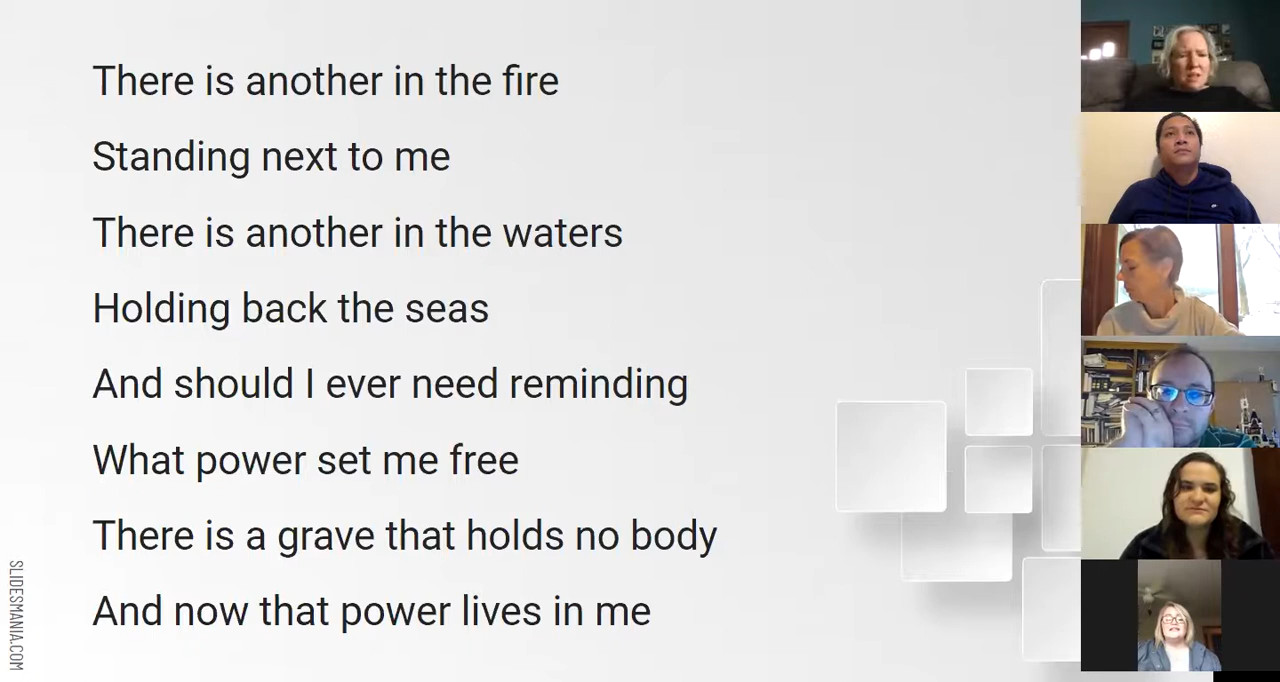 There is another in the fire
Standing next to me
There is another in the waters
Holding back the seas
And should I ever need reminding
What power set me free
There is a grave that holds no body
And now that power lives in me
SLIDESMANIA.COM